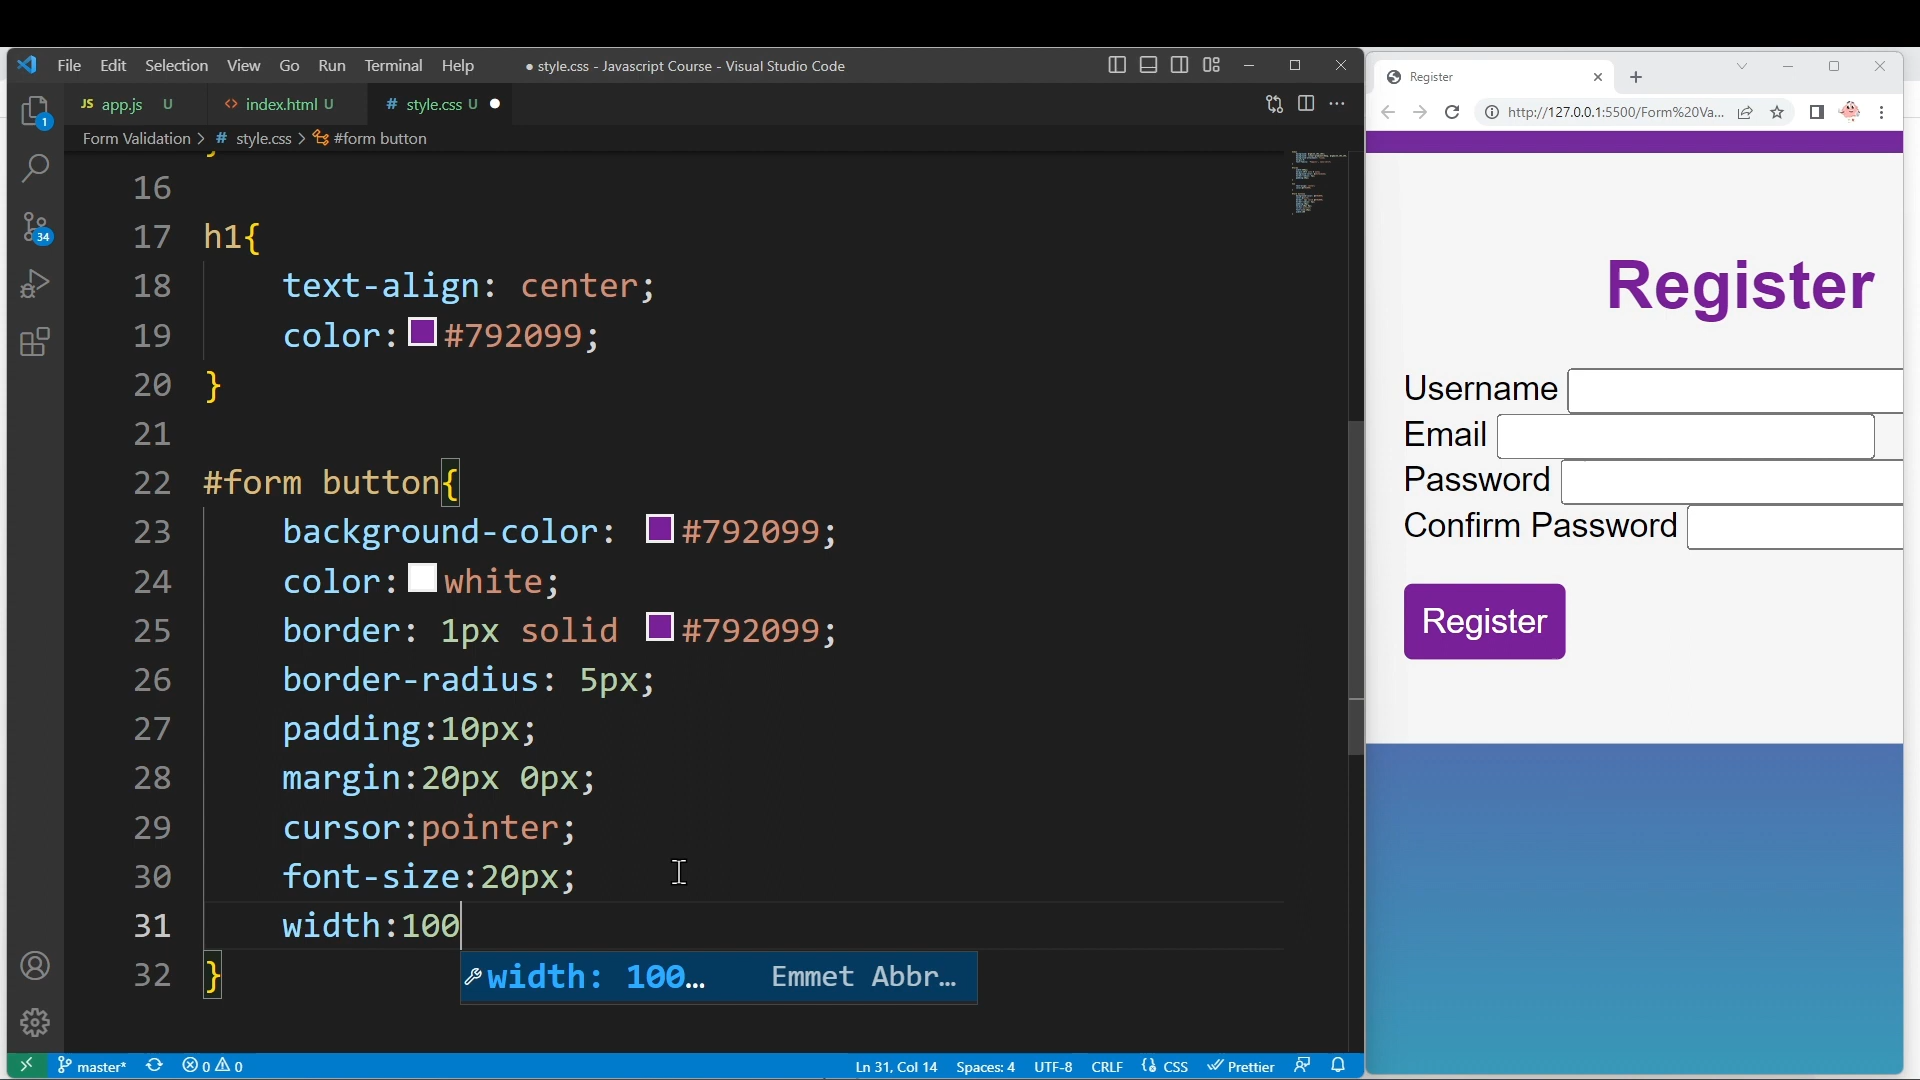 File Edit Selection View Go Run Terminal Help
● style.css - Javascript Course - Visual Studio Code
JS app.js U
<> index.html U
# style.css U ●
Form Validation > # style.css > #form button
1
34
16
17 h1{
18 text-align: center;
19 color: #792099;
20 }
21
22 #form button{
23 background-color: #792099;
24 color: white;
25 border: 1px solid #792099;
26 border-radius: 5px;
27 padding:10px;
28 margin:20px 0px;
29 cursor:pointer;
30 font-size:20px;
31 width:100
32 }
width: 100… Emmet Abbr…
master* 0 0 Ln 31, Col 14 Spaces: 4 UTF-8 CRLF CSS Prettier
Register
http://127.0.0.1:5500/Form%20Va...
Register
Username
Email
Password
Confirm Password
Register